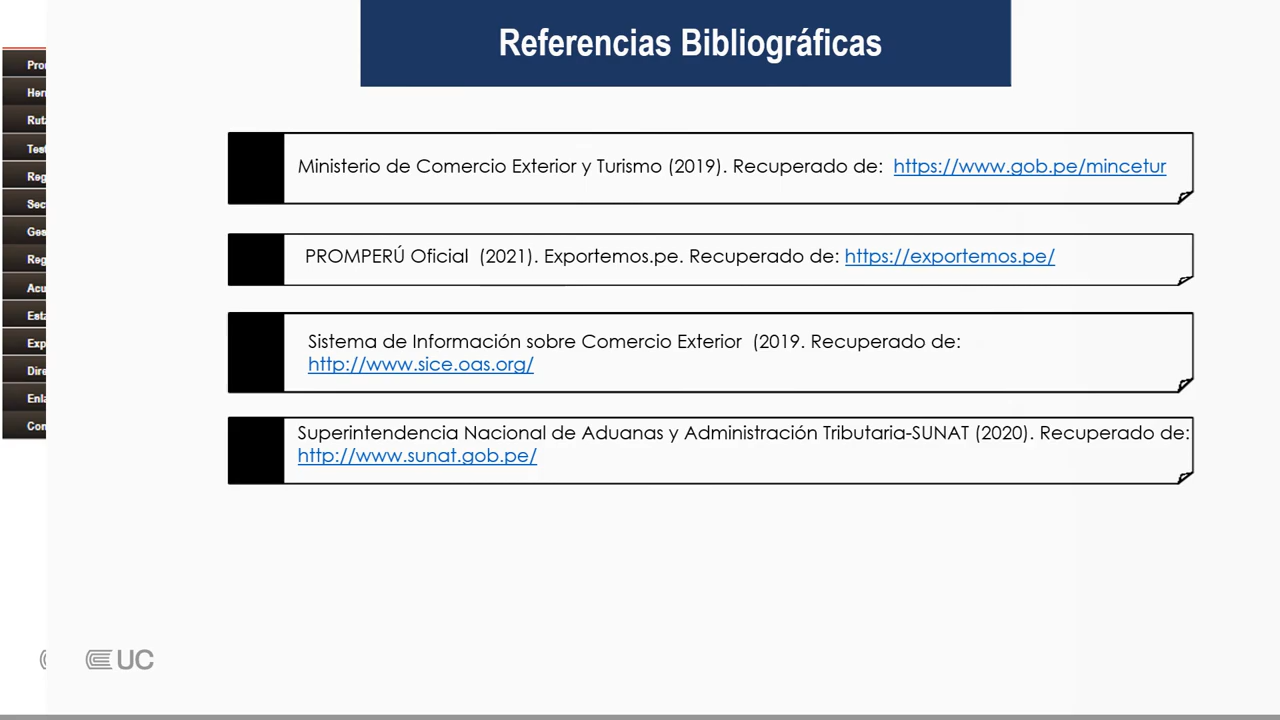 Referencias Bibliográficas
Ministerio de Comercio Exterior y Turismo (2019). Recuperado de: https://www.gob.pe/mincetur
PROMPERÚ Oficial (2021). Exportemos.pe. Recuperado de: https://exportemos.pe/
Sistema de Información sobre Comercio Exterior (2019. Recuperado de:
http://www.sice.oas.org/
Superintendencia Nacional de Aduanas y Administración Tributaria-SUNAT (2020). Recuperado de:
http://www.sunat.gob.pe/
UC